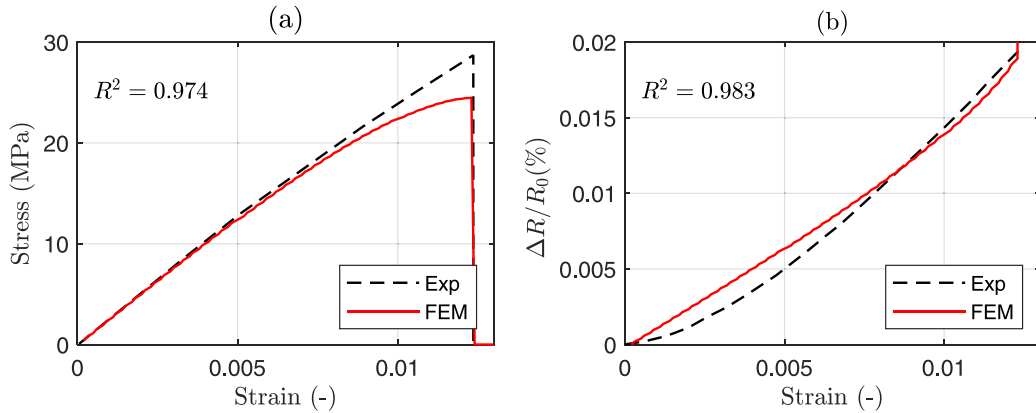 (a)
R² = 0.974
Stress (MPa)
30
20
10
0
Exp
FEM
0
0.005
0.01
Strain (-)
(b)
R² = 0.983
ΔR/R₀(%)
0.02
0.015
0.01
0.005
0
Exp
FEM
0
0.005
0.01
Strain (-)